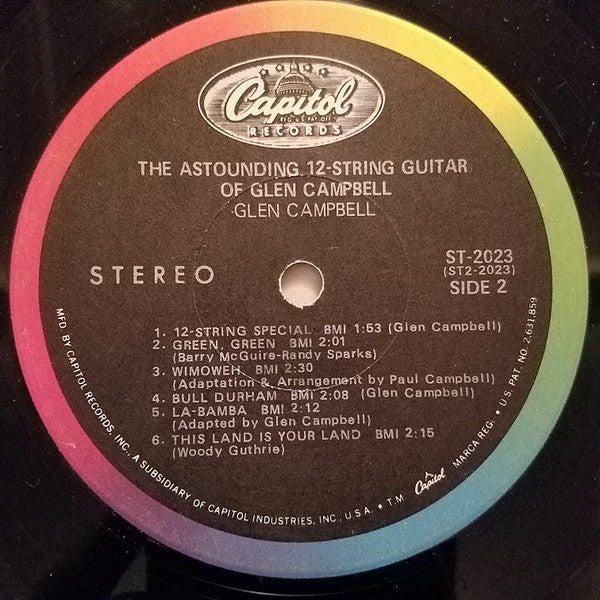 Capitol
REG. U.S. PAT. OFF.
RECORDS
THE ASTOUNDING 12-STRING GUITAR
OF GLEN CAMPBELL
GLEN CAMPBELL
STEREO
ST-2023
(ST2-2023)
SIDE 2
1. 12-STRING SPECIAL BMI 1:53 (Glen Campbell)
2. GREEN, GREEN BMI 2:01
(Barry McGuire-Randy Sparks)
3. WIMOWEH BMI 2:30
(Adaptation & Arrangement by Paul Campbell)
4. BULL DURHAM BMI 2:08 (Glen Campbell)
5. LA-BAMBA BMI 2:12
(Adapted by Glen Campbell)
6. THIS LAND IS YOUR LAND BMI 2:15
(Woody Guthrie)
MFD. BY CAPITOL RECORDS, INC., A SUBSIDIARY OF CAPITOL INDUSTRIES, INC., U.S.A. • T.M. Capitol MARCA REG. • U.S. PAT. NO. 2,631,859